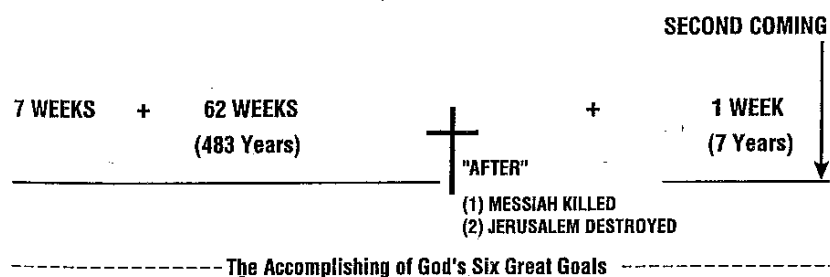 SECOND COMING
7 WEEKS + 62 WEEKS + 1 WEEK
(483 Years) (7 Years)
"AFTER"
(1) MESSIAH KILLED
(2) JERUSALEM DESTROYED
The Accomplishing of God's Six Great Goals